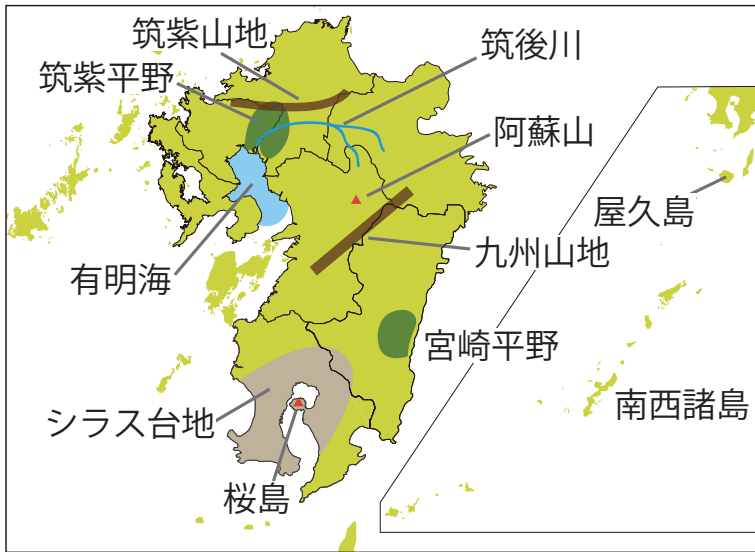 筑紫山地
筑後川
筑紫平野
阿蘇山
屋久島
有明海
九州山地
宮崎平野
南西諸島
シラス台地
桜島